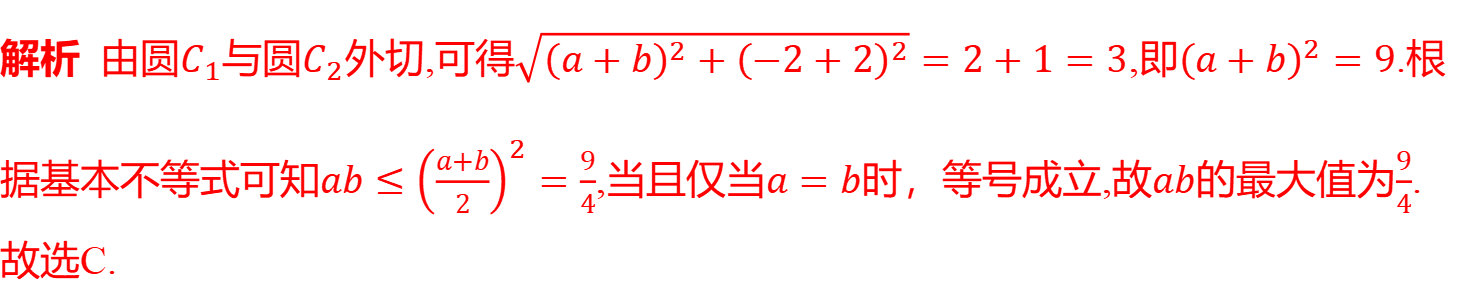 解析 由圆𝐶₁与圆𝐶₂外切,可得√((𝑎 + 𝑏)² + (−2 + 2)²) = 2 + 1 = 3,即(𝑎 + 𝑏)² = 9.根
据基本不等式可知𝑎𝑏 ≤ ((𝑎+𝑏)/2)² = 9/4,当且仅当𝑎 = 𝑏时，等号成立,故𝑎𝑏的最大值为9/4.
故选C.